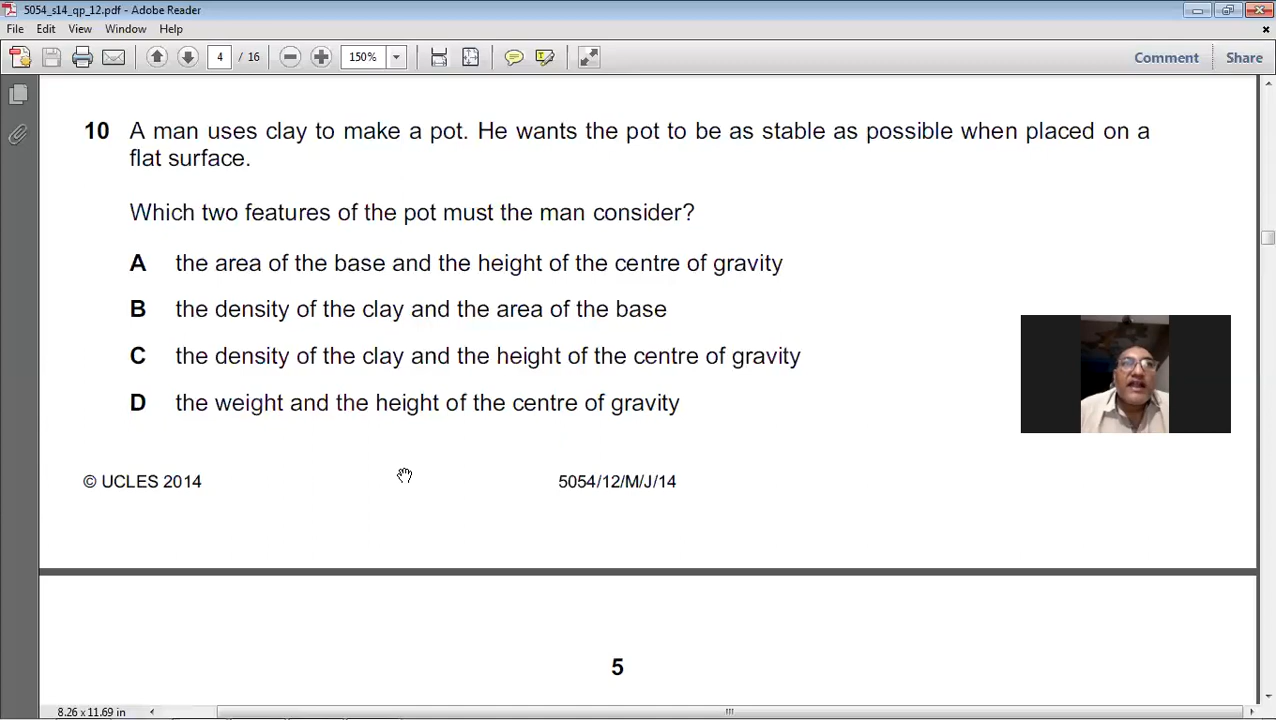 5054_s14_qp_12.pdf - Adobe Reader
File Edit View Window Help
4 / 16 150% Comment Share
10 A man uses clay to make a pot. He wants the pot to be as stable as possible when placed on a
flat surface.
Which two features of the pot must the man consider?
A the area of the base and the height of the centre of gravity
B the density of the clay and the area of the base
C the density of the clay and the height of the centre of gravity
D the weight and the height of the centre of gravity
© UCLES 2014 5054/12/M/J/14
5
8.26 x 11.69 in